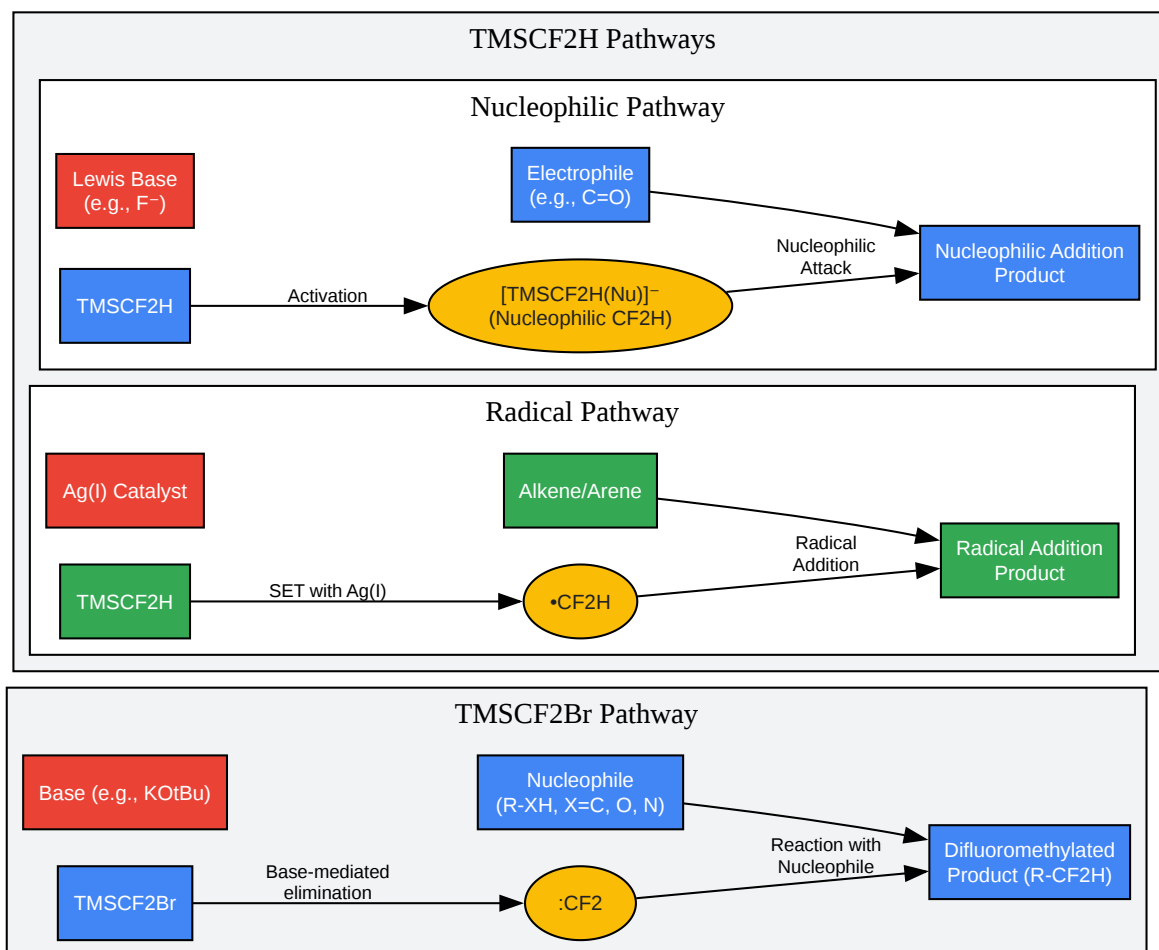 TMSCF2H Pathways
Nucleophilic Pathway
Lewis Base
(e.g., F⁻)
Electrophile
(e.g., C=O)
Nucleophilic Addition
Product
Nucleophilic
Attack
TMSCF2H
Activation
[TMSCF2H(Nu)]⁻
(Nucleophilic CF2H)
Radical Pathway
Ag(I) Catalyst
Alkene/Arene
Radical Addition
Product
Radical
Addition
TMSCF2H
SET with Ag(I)
•CF2H
TMSCF2Br Pathway
Base (e.g., KOtBu)
Nucleophile
(R-XH, X=C, O, N)
Difluoromethylated
Product (R-CF2H)
Reaction with
Nucleophile
TMSCF2Br
Base-mediated
elimination
:CF2